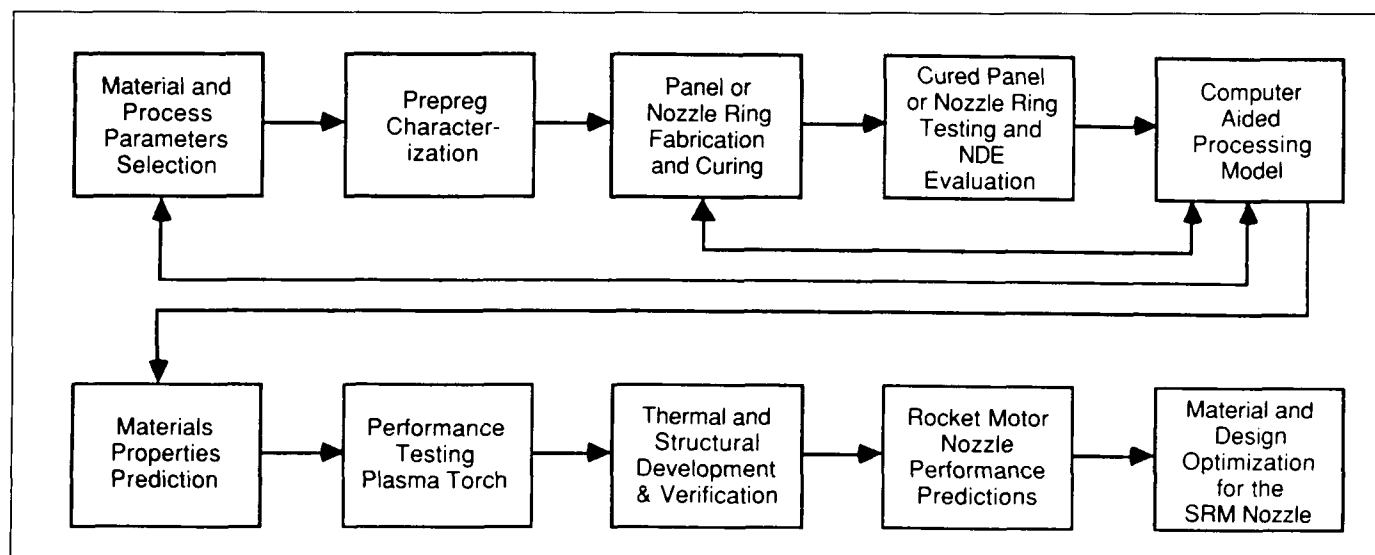 Material and
Process
Parameters
Selection
Prepreg
Character-
ization
Panel or
Nozzle Ring
Fabrication
and Curing
Cured Panel
or Nozzle Ring
Testing and
NDE
Evaluation
Computer
Aided
Processing
Model
Materials
Properties
Prediction
Performance
Testing
Plasma Torch
Thermal and
Structural
Development
& Verification
Rocket Motor
Nozzle
Performance
Predictions
Material and
Design
Optimization
for the
SRM Nozzle